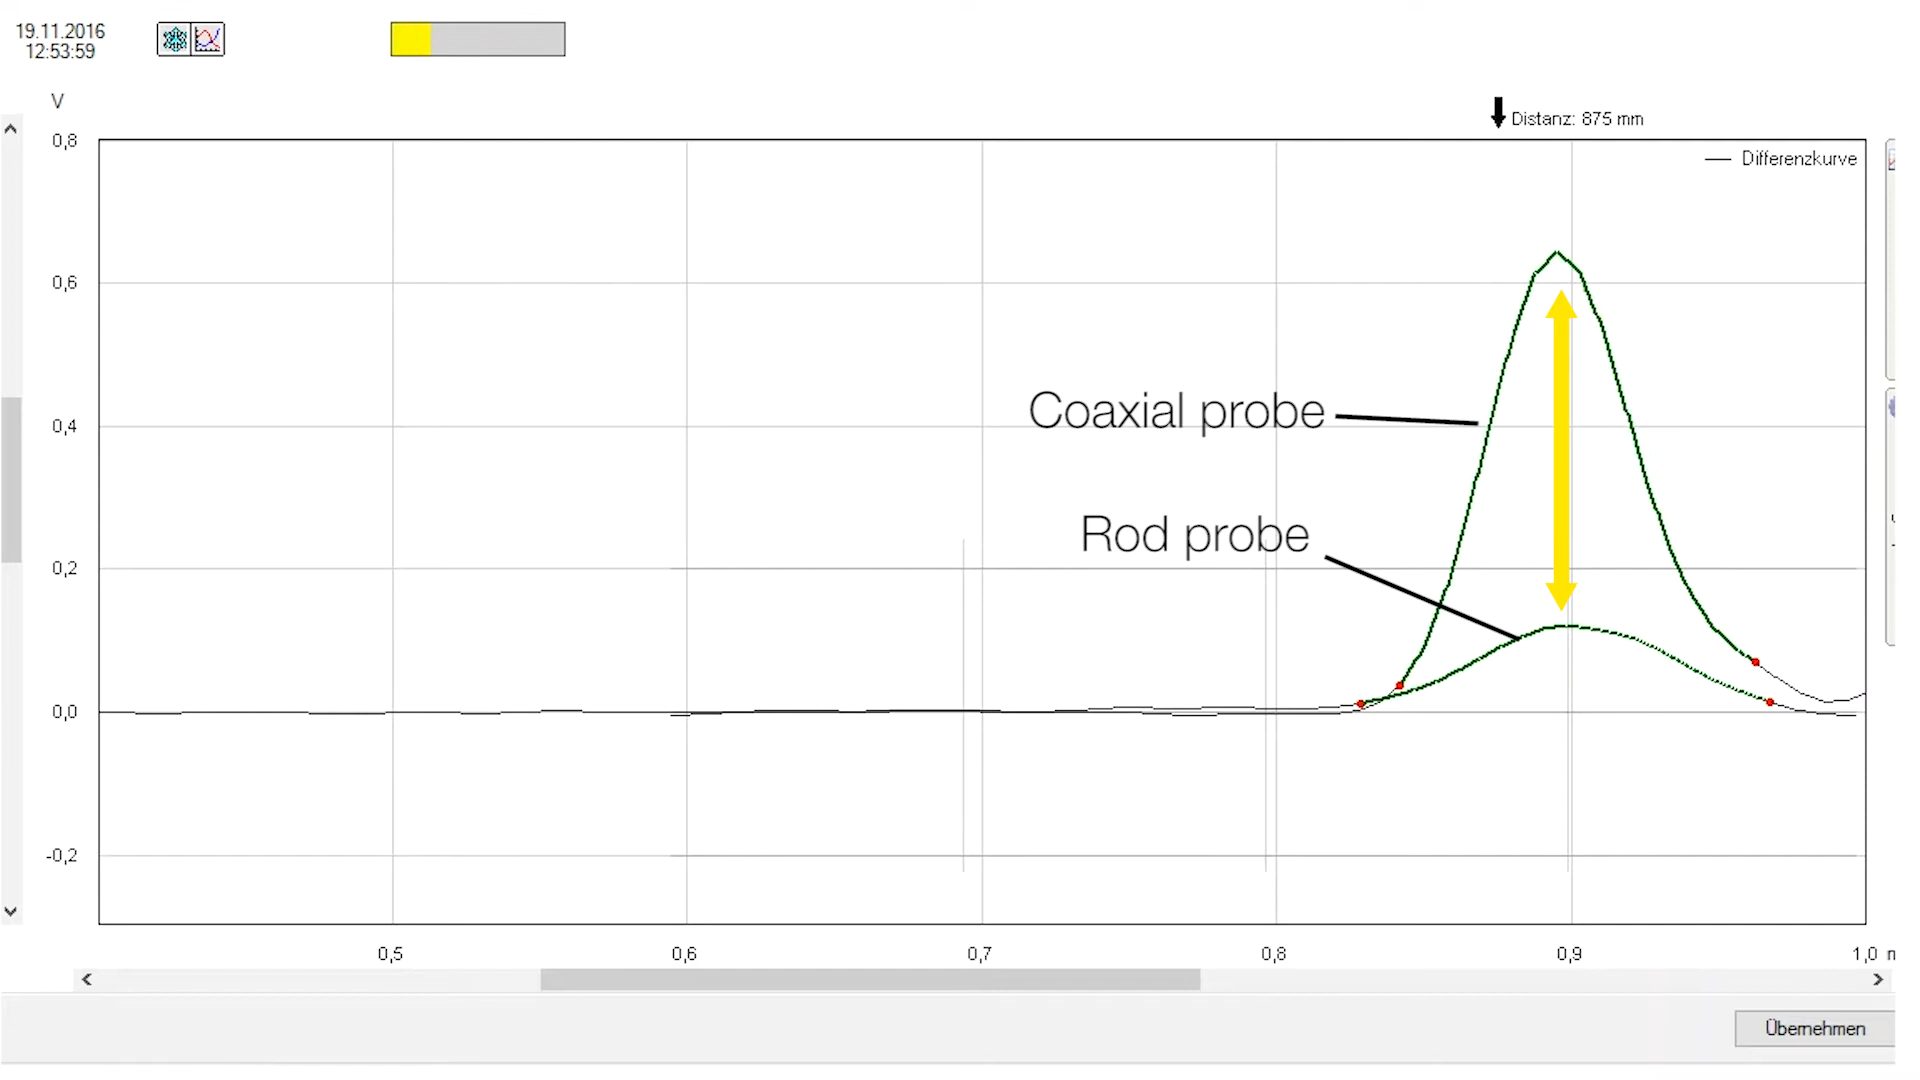 19.11.2016
12:53:59
V
Distanz: 875 mm
0,8
Differenzkurve
0,6
Coaxial probe
0,4
Rod probe
0,2
0,0
-0,2
0,5
0,6
0,7
0,8
0,9
1,0
Übernehmen